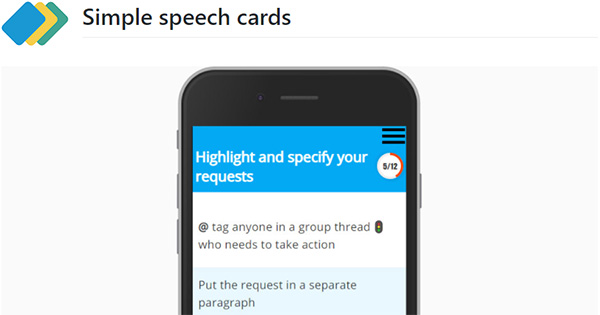 Simple speech cards
Highlight and specify your
requests
5/12
@ tag anyone in a group thread 🚦
who needs to take action
Put the request in a separate
paragraph